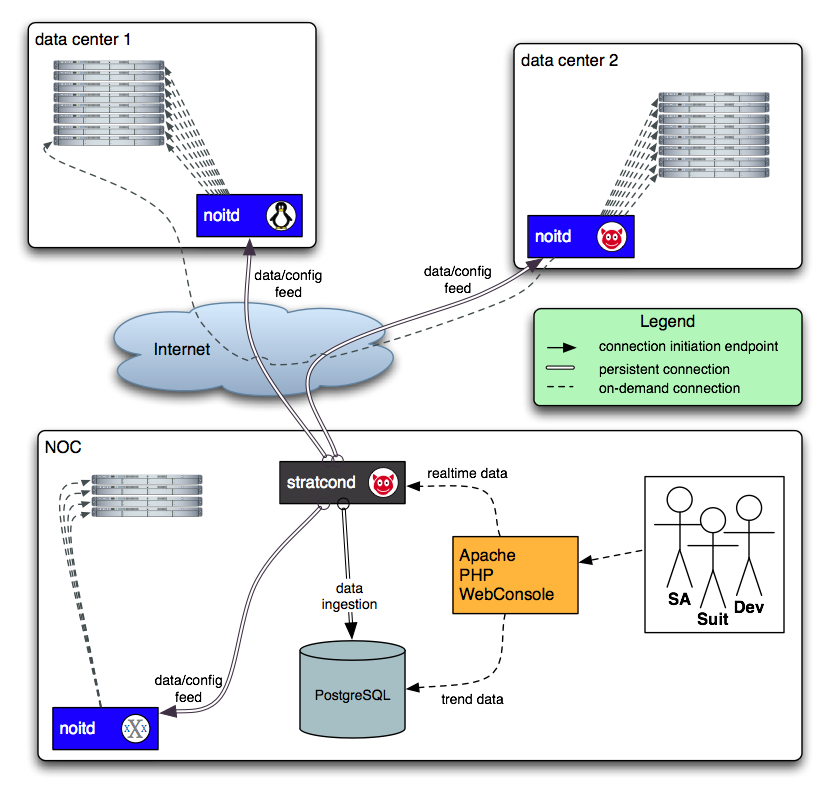 data center 1
data center 2
noitd
noitd
data/config
feed
data/config
feed
Internet
Legend
connection initiation endpoint
persistent connection
on-demand connection
NOC
stratcond
realtime data
Apache
PHP
WebConsole
SA
Suit
Dev
data
ingestion
data/config
feed
PostgreSQL
trend data
noitd
X